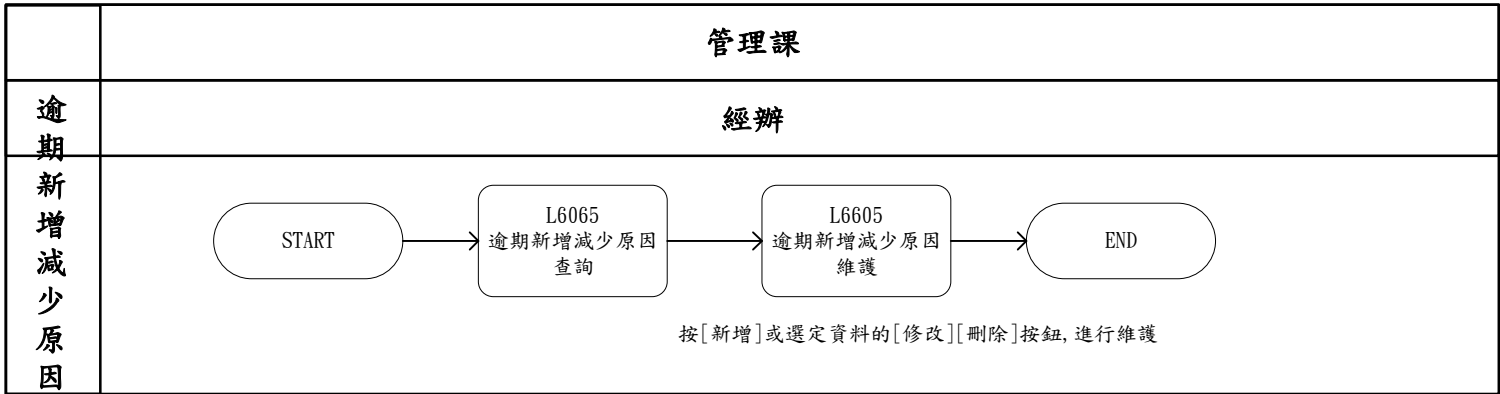 管理課
經辦
逾
期
新
增
減
少
原
因
START
L6065
逾期新增減少原因
查詢
L6605
逾期新增減少原因
維護
END
按[新增]或選定資料的[修改][刪除]按鈕,進行維護